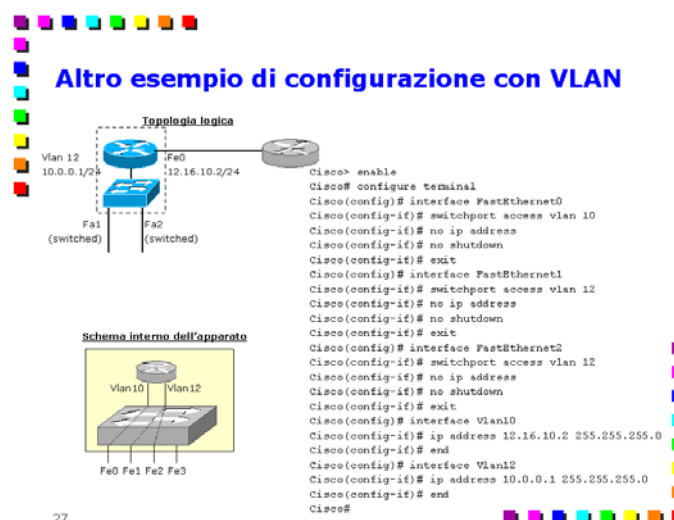 Altro esempio di configurazione con VLAN
Topologia logica
Vlan 12
10.0.0.1/24
Fe0
12.16.10.2/24
Fa1
(switched)
Fa2
(switched)
Schema interno dell'apparato
Vlan10
Vlan12
Fe0 Fe1 Fe2 Fe3
Cisco> enable
Cisco# configure teminal
Cisco(config)# interface FastEthernet0
Cisco(config-if)# switchport access vlan 10
Cisco(config-if)# no ip address
Cisco(config-if)# no shutdown
Cisco(config-if)# exit
Cisco(config)# interface FastEthernet1
Cisco(config-if)# switchport access vlan 12
Cisco(config-if)# no ip address
Cisco(config-if)# no shutdown
Cisco(config-if)# exit
Cisco(config)# interface FastEthernet2
Cisco(config-if)# switchport access vlan 12
Cisco(config-if)# no ip address
Cisco(config-if)# no shutdown
Cisco(config-if)# exit
Cisco(config)# interface Vlan10
Cisco(config-if)# ip address 12.16.10.2 255.255.255.0
Cisco(config-if)# end
Cisco(config)# interface Vlan12
Cisco(config-if)# ip address 10.0.0.1 255.255.255.0
Cisco(config-if)# end
Cisco#
27